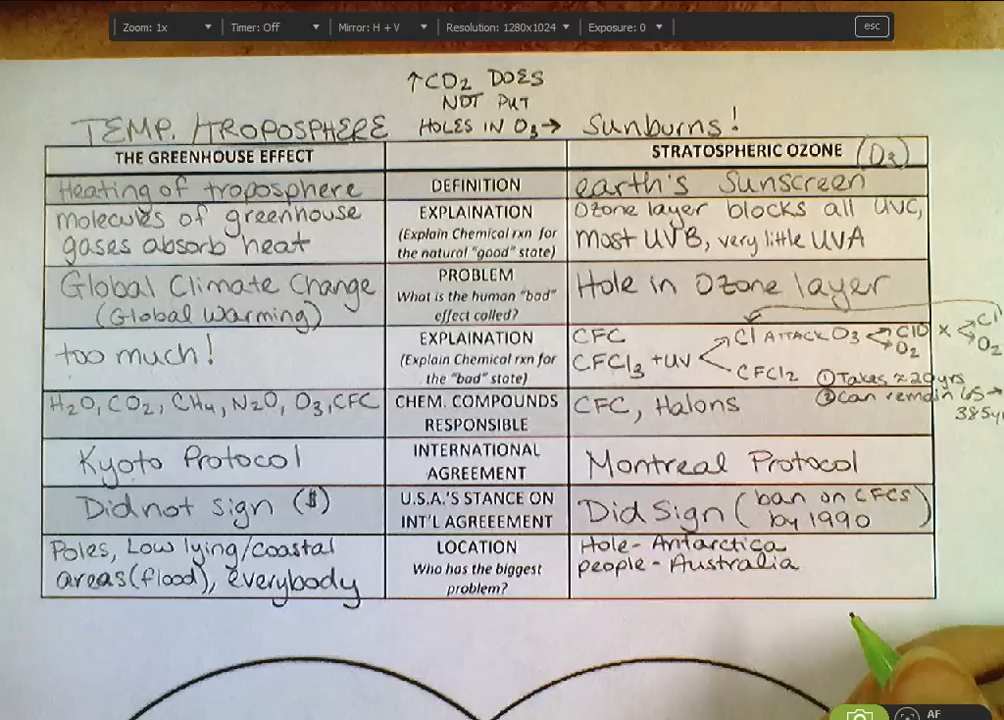 Zoom: 1x Timer: Off Mirror: H + V Resolution: 1280x1024 Exposure: 0 esc
↑CO2 DOES
NOT PUT
TEMP. /TROPOSPHERE HOLES IN O3→ Sunburns!
THE GREENHOUSE EFFECT STRATOSPHERIC OZONE (O3)
Heating of troposphere DEFINITION earth's Sunscreen
molecules of greenhouse EXPLAINATION Ozone layer blocks all UVC,
gases absorb heat (Explain Chemical rxn for most UVB, very little UVA
the natural "good" state)
Global Climate Change PROBLEM Hole in Ozone layer
(Global Warming) What is the human "bad"
effect called?
too much! EXPLAINATION CFC Cl ATTACK O3 ClO x Cl
(Explain Chemical rxn for CFCl3 + UV O2 O2
the "bad" state) CFCl2 ① Takes ≈20yrs
H2O, CO2, CH4, N2O, O3, CFC CHEM. COMPOUNDS CFC, Halons ② can remain 65→
RESPONSIBLE 385y
Kyoto Protocol INTERNATIONAL Montreal Protocol
AGREEMENT
Did not sign ($) U.S.A.'S STANCE ON Did Sign (ban on CFCs
INT'L AGREEEMENT by 1990)
Poles, Low lying/coastal LOCATION Hole- Antarctica
areas(flood), everybody Who has the biggest people - Australia
problem?
AF